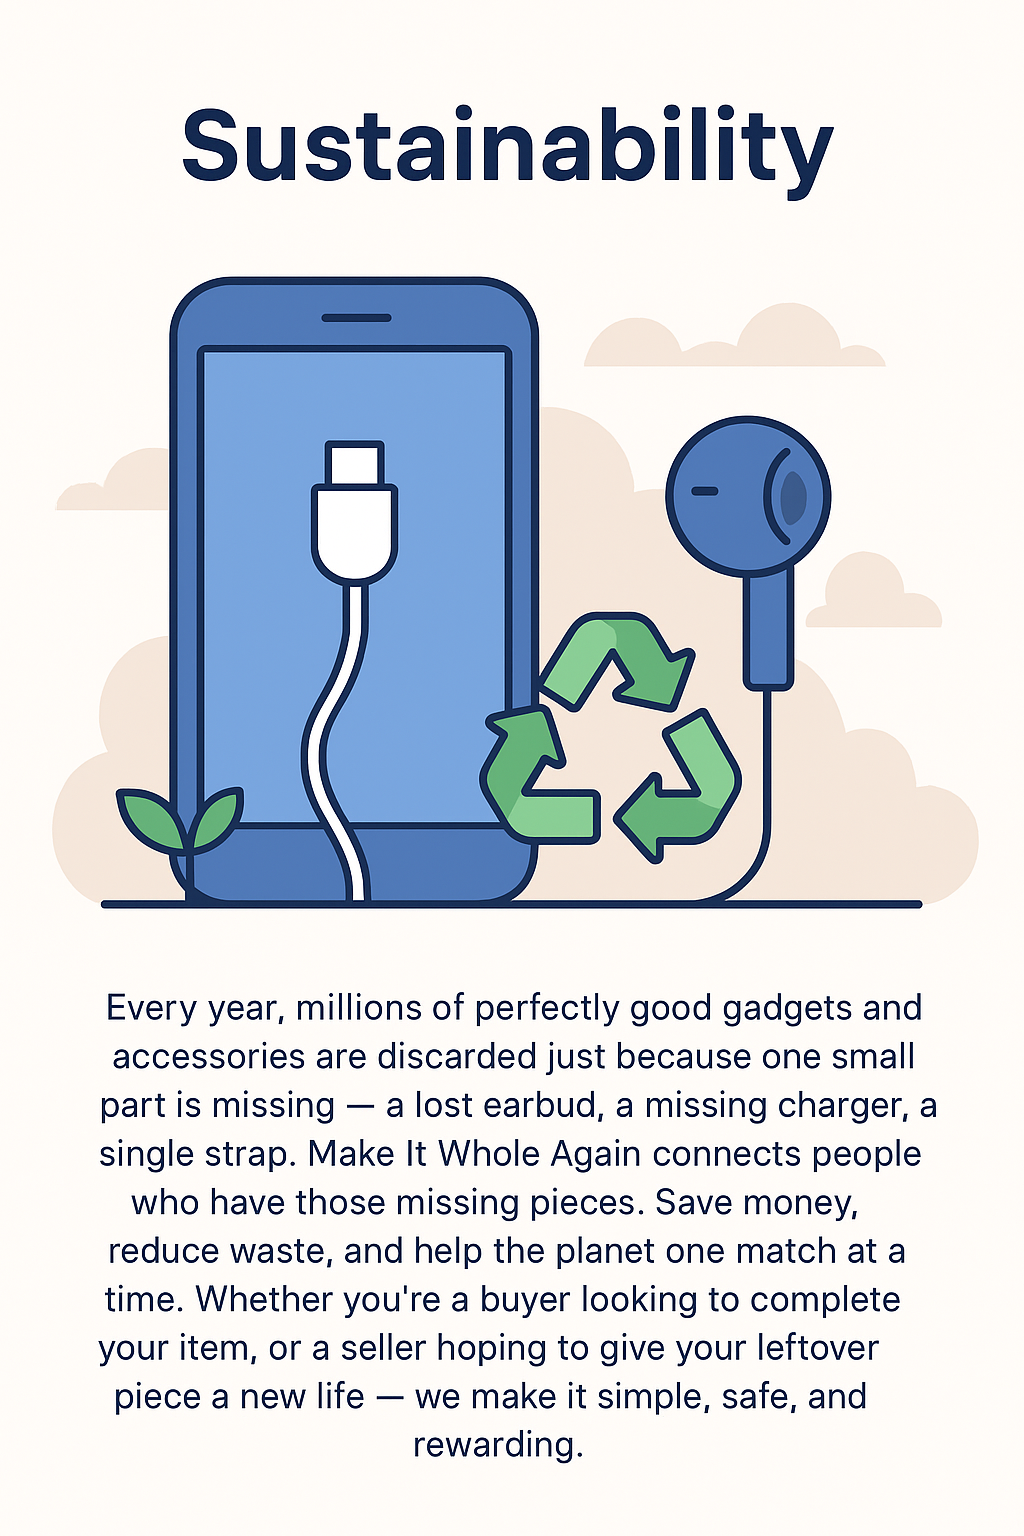 Sustainability
Every year, millions of perfectly good gadgets and
accessories are discarded just because one small
part is missing — a lost earbud, a missing charger, a
single strap. Make It Whole Again connects people
who have those missing pieces. Save money,
reduce waste, and help the planet one match at a
time. Whether you're a buyer looking to complete
your item, or a seller hoping to give your leftover
piece a new life — we make it simple, safe, and
rewarding.